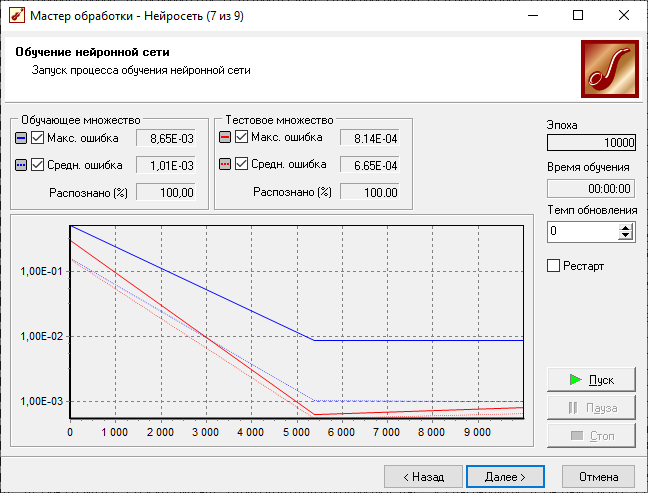 Мастер обработки - Нейросеть (7 из 9)
Обучение нейронной сети
Запуск процесса обучения нейронной сети
Обучающее множество
Макс. ошибка 8,65E-03
Средн. ошибка 1,01E-03
Распознано (%) 100,00
Тестовое множество
Макс. ошибка 8.14E-04
Средн. ошибка 6.65E-04
Распознано (%) 100.00
Эпоха
10000
Время обучения
00:00:00
Темп обновления
0
Рестарт
1,00E-01
1,00E-02
1,00E-03
0 1 000 2 000 3 000 4 000 5 000 6 000 7 000 8 000 9 000
Пуск
Пауза
Стоп
< Назад Далее > Отмена